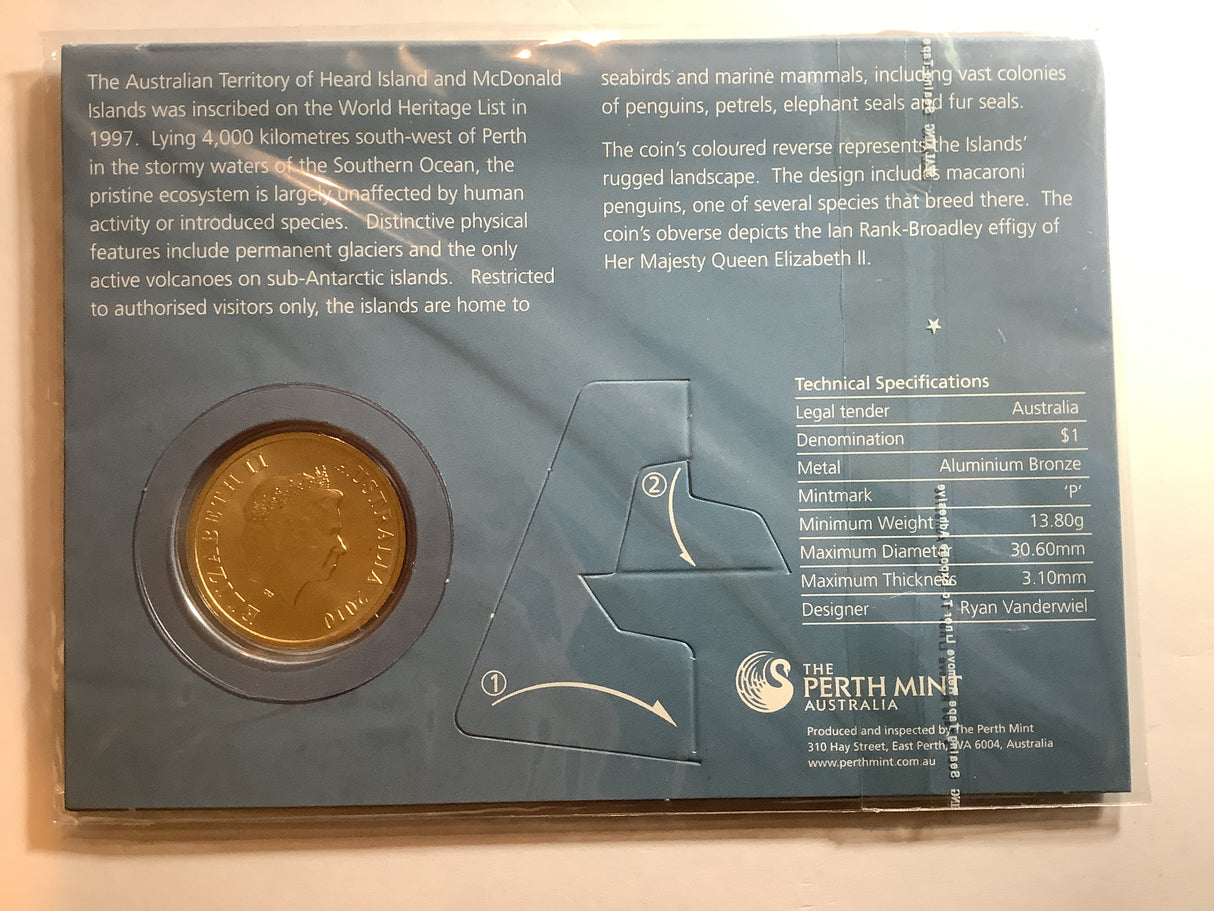 The Australian Territory of Heard Island and McDonald
Islands was inscribed on the World Heritage List in
1997. Lying 4,000 kilometres south-west of Perth
in the stormy waters of the Southern Ocean, the
pristine ecosystem is largely unaffected by human
activity or introduced species. Distinctive physical
features include permanent glaciers and the only
active volcanoes on sub-Antarctic islands. Restricted
to authorised visitors only, the islands are home to
seabirds and marine mammals, including vast colonies
of penguins, petrels, elephant seals and fur seals.
The coin's coloured reverse represents the Islands'
rugged landscape. The design includes macaroni
penguins, one of several species that breed there. The
coin's obverse depicts the Ian Rank-Broadley effigy of
Her Majesty Queen Elizabeth II.
ELIZABETH II
AUSTRALIA 2010
2
1
Technical Specifications
Legal tender Australia
Denomination $1
Metal Aluminium Bronze
Mintmark 'P'
Minimum Weight 13.80g
Maximum Diameter 30.60mm
Maximum Thickness 3.10mm
Designer Ryan Vanderwiel
THE
PERTH MINT
AUSTRALIA
Produced and inspected by The Perth Mint
310 Hay Street, East Perth, WA 6004, Australia
www.perthmint.com.au